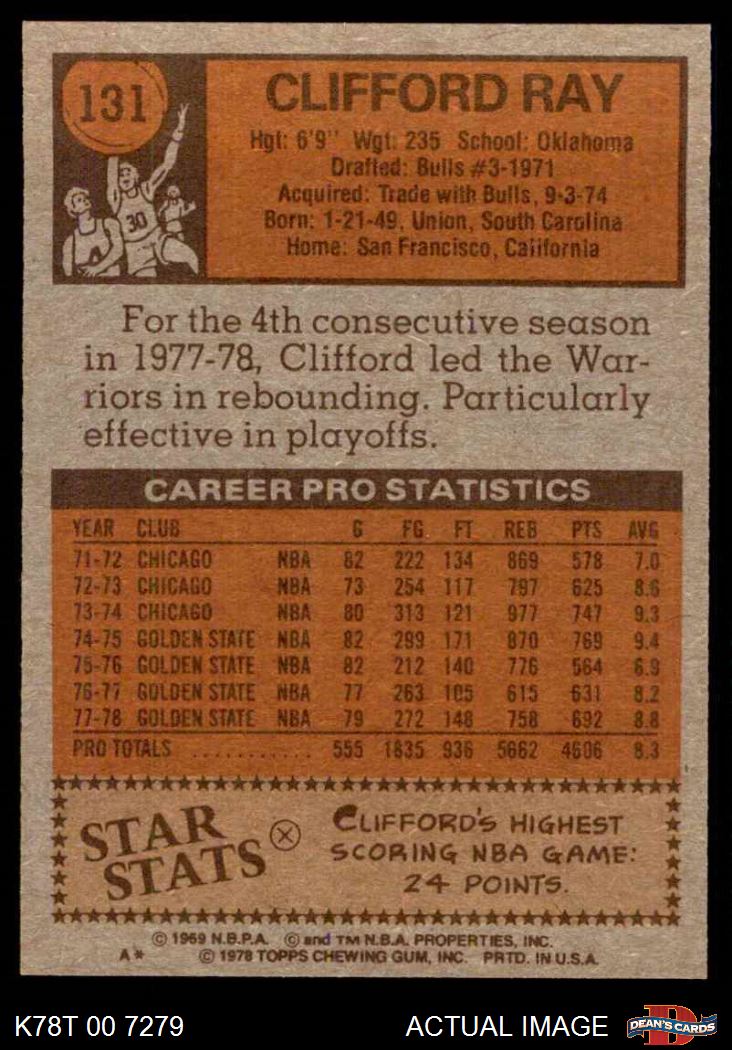 131
30
CLIFFORD RAY
Hgt: 6'9" Wgt: 235 School: Oklahoma
Drafted: Bulls #3-1971
Acquired: Trade with Bulls, 9-3-74
Born: 1-21-49, Union, South Carolina
Home: San Francisco, California
For the 4th consecutive season
in 1977-78, Clifford led the War-
riors in rebounding. Particularly
effective in playoffs.
CAREER PRO STATISTICS
YEAR CLUB G FG FT REB PTS AVG
71-72 CHICAGO NBA 82 222 134 869 578 7.0
72-73 CHICAGO NBA 73 254 117 797 625 8.6
73-74 CHICAGO NBA 80 313 121 977 747 9.3
74-75 GOLDEN STATE NBA 82 299 171 870 769 9.4
75-76 GOLDEN STATE NBA 82 212 140 776 564 6.9
76-77 GOLDEN STATE NBA 77 263 105 615 631 8.2
77-78 GOLDEN STATE NBA 79 272 148 758 692 8.8
PRO TOTALS .......... 555 1835 936 5662 4606 8.3
STAR
STATS
CLIFFORD'S HIGHEST
SCORING NBA GAME:
24 POINTS.
© 1969 N.B.P.A. © and TM N.B.A. PROPERTIES, INC.
A* © 1978 TOPPS CHEWING GUM, INC. PRTD. IN U.S.A.
K78T 00 7279 ACTUAL IMAGE
D
DEAN'S CARDS